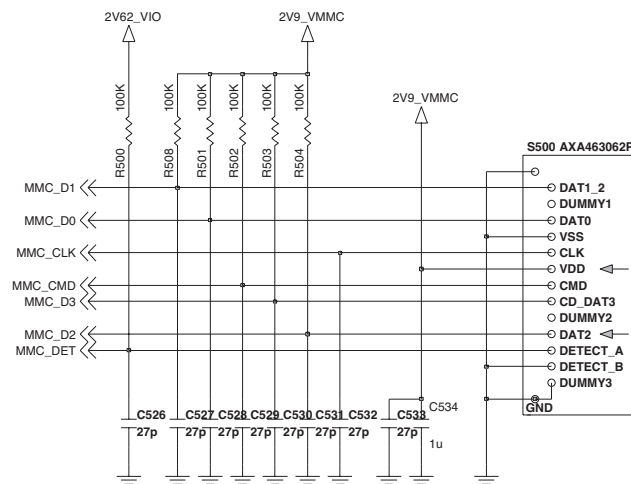 2V62_VIO
2V9_VMMC
2V9_VMMC
100K
100K
100K
100K
100K
100K
R500
R508
R501
R502
R503
R504
S500 AXA463062P
MMC_D1
DAT1_2
DUMMY1
MMC_D0
DAT0
VSS
MMC_CLK
CLK
VDD
MMC_CMD
CMD
MMC_D3
CD_DAT3
DUMMY2
MMC_D2
DAT2
MMC_DET
DETECT_A
DETECT_B
DUMMY3
GND
C526
C527
C528
C529
C530
C531
C532
C533
C534
27p
27p
27p
27p
27p
27p
27p
27p
1u